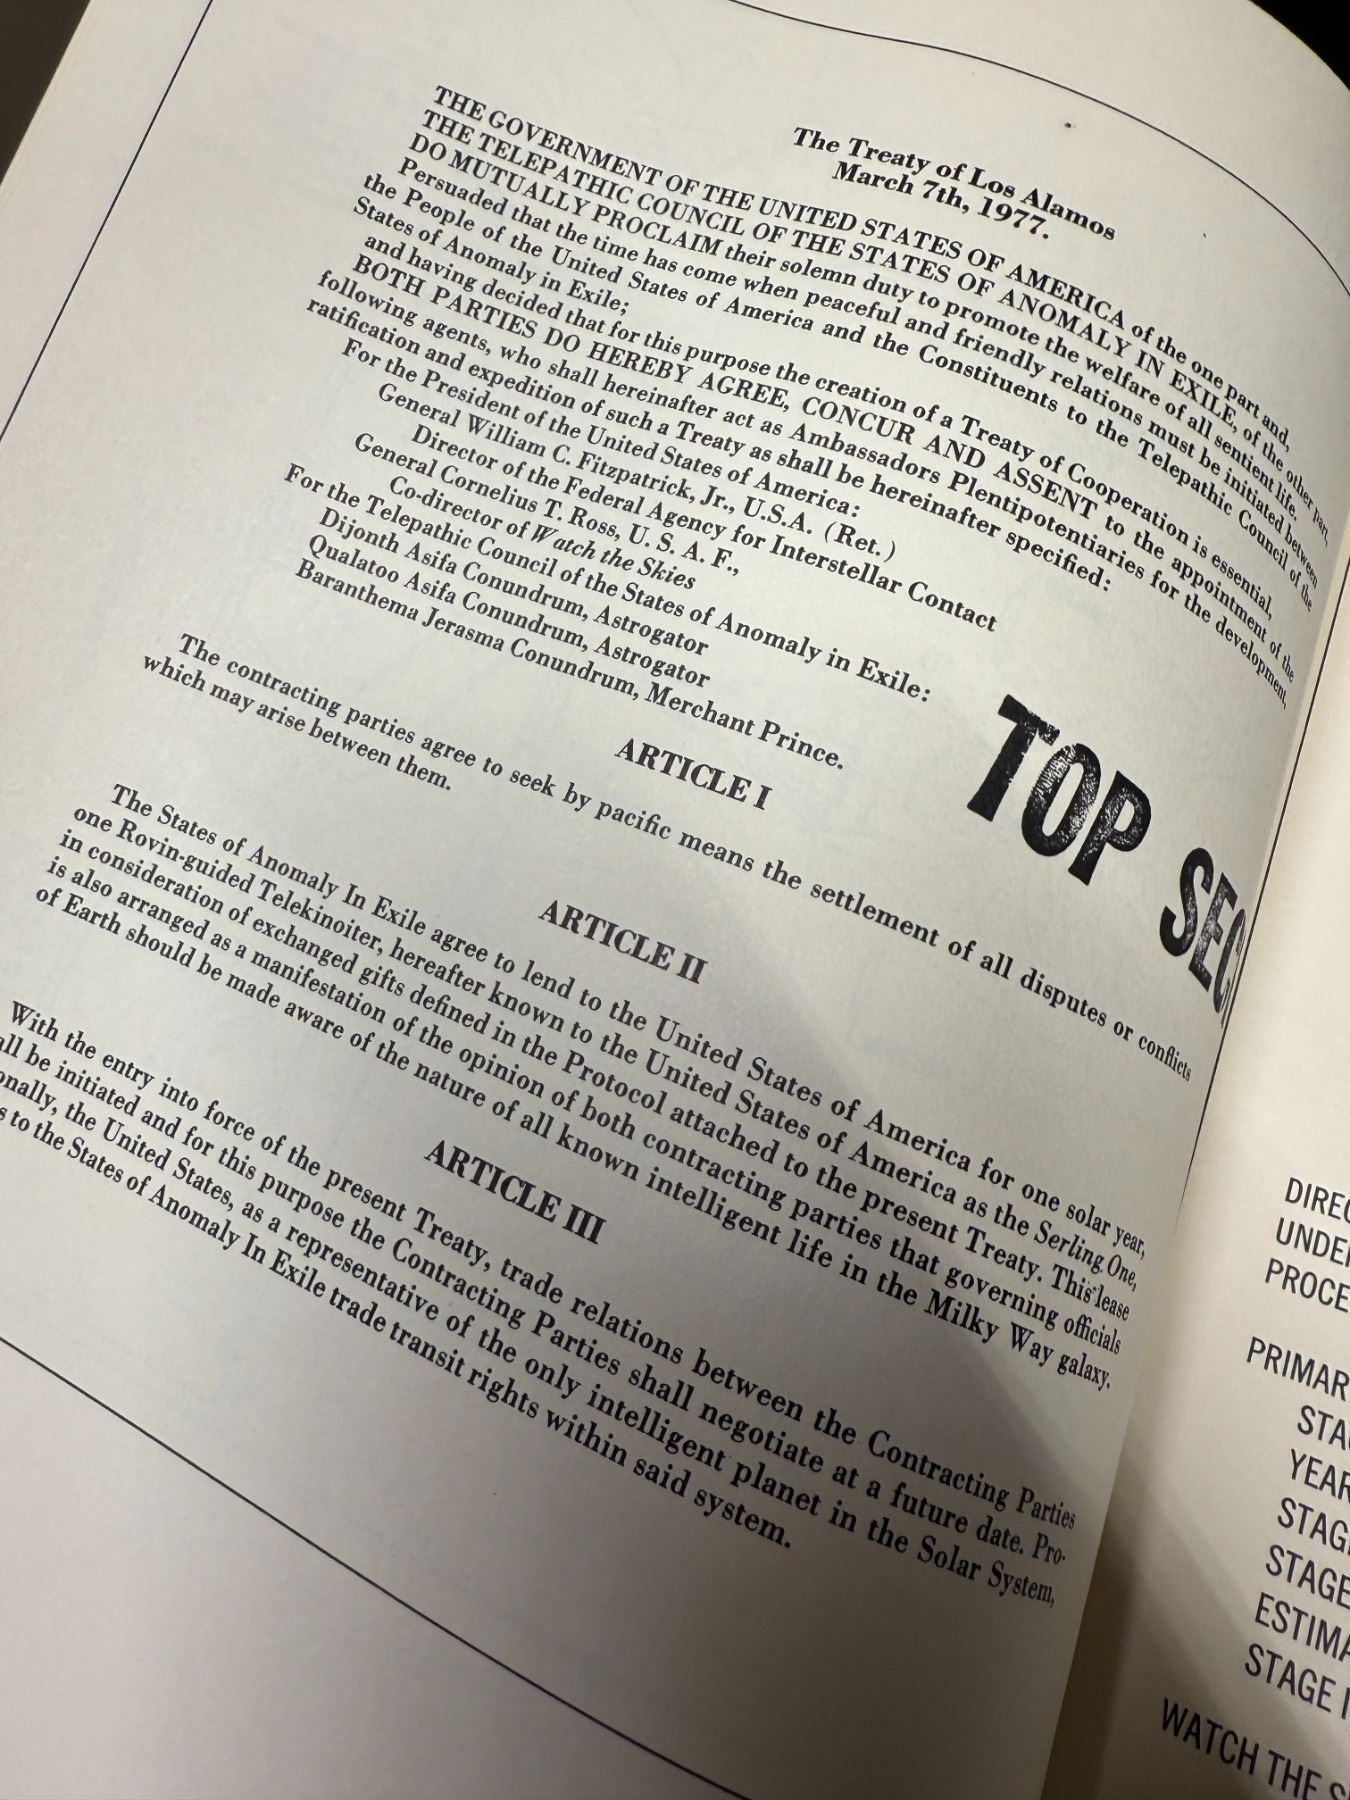 The Treaty of Los Alamos
March 7th, 1977.
THE GOVERNMENT OF THE UNITED STATES OF AMERICA of the one part and,
THE TELEPATHIC COUNCIL OF THE STATES OF ANOMALY IN EXILE, of the other part,
DO MUTUALLY PROCLAIM their solemn duty to promote the welfare of all sentient life.
Persuaded that the time has come when peaceful and friendly relations must be initiated between
the People of the United States of America and the Constituents to the Telepathic Council of the
States of Anomaly in Exile;
and having decided that for this purpose the creation of a Treaty of Cooperation is essential,
BOTH PARTIES DO HEREBY AGREE, CONCUR AND ASSENT to the appointment of the
following agents, who shall hereinafter act as Ambassadors Plentipotentiaries for the development,
ratification and expedition of such a Treaty as shall be hereinafter specified:
For the President of the United States of America:
General William C. Fitzpatrick, Jr., U.S.A. (Ret.)
Director of the Federal Agency for Interstellar Contact
General Cornelius T. Ross, U. S. A. F.,
Co-director of Watch the Skies
For the Telepathic Council of the States of Anomaly in Exile:
Dijonth Asifa Conundrum, Astrogator
Qualatoo Asifa Conundrum, Astrogator
Baranthema Jerasma Conundrum, Merchant Prince.
TOP SEC
ARTICLE I
The contracting parties agree to seek by pacific means the settlement of all disputes or conflicts
which may arise between them.
ARTICLE II
The States of Anomaly In Exile agree to lend to the United States of America for one solar year,
one Rovin-guided Telekinoiter, hereafter known to the United States of America as the Serling One,
in consideration of exchanged gifts defined in the Protocol attached to the present Treaty. This lease
is also arranged as a manifestation of the opinion of both contracting parties that governing officials
of Earth should be made aware of the nature of all known intelligent life in the Milky Way galaxy.
ARTICLE III
With the entry into force of the present Treaty, trade relations between the Contracting Parties
all be initiated and for this purpose the Contracting Parties shall negotiate at a future date. Pro-
onally, the United States, as a representative of the only intelligent planet in the Solar System,
s to the States of Anomaly In Exile trade transit rights within said system.
DIREC
UNDE
PROCE
PRIMAR
STA
YEAR
STAG
STAGE
ESTIMA
STAGE I
WATCH THE S